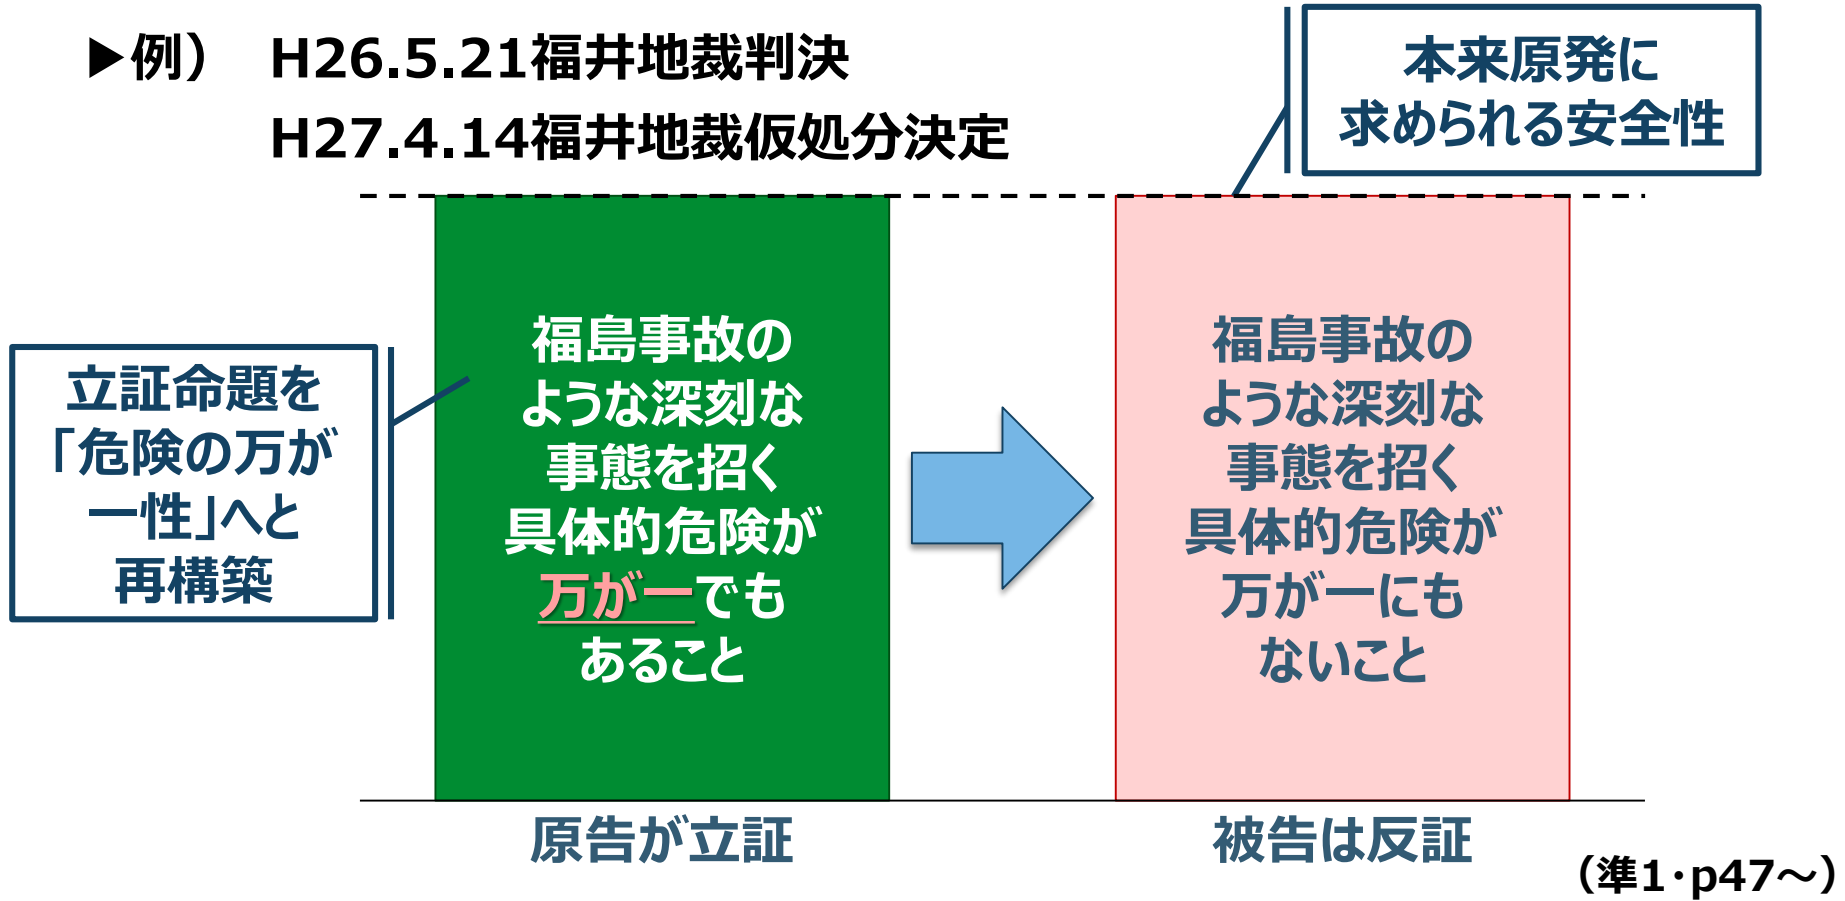 ▶例）　H26.5.21福井地裁判決
H27.4.14福井地裁仮処分決定
本来原発に
求められる安全性
立証命題を
「危険の万が
一性」へと
再構築
福島事故の
ような深刻な
事態を招く
具体的危険が
万が一でも
あること
福島事故の
ような深刻な
事態を招く
具体的危険が
万が一にも
ないこと
原告が立証
被告は反証
（準1・p47～）